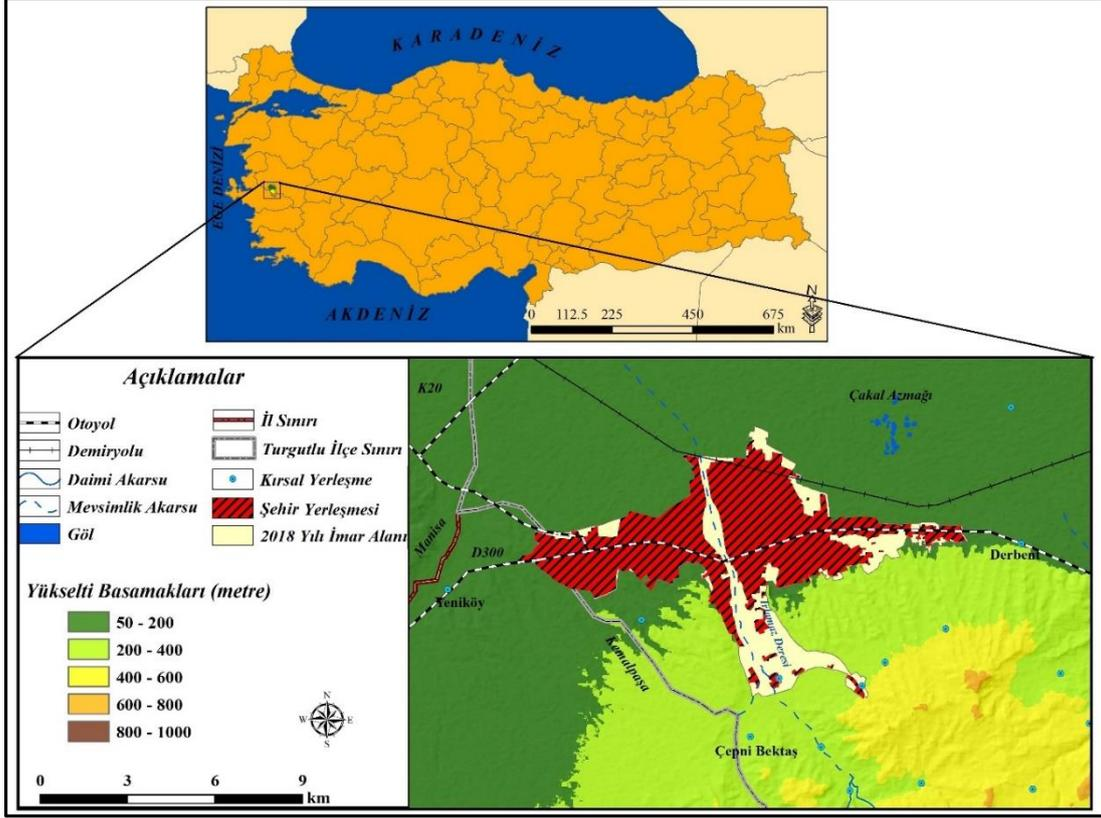 KARADENİZ
EGE DENİZİ
AKDENİZ
N
0 112.5 225 450 675
km
Açıklamalar
Otoyol
Demiryolu
Daimi Akarsu
Mevsimlik Akarsu
Göl
İl Sınırı
Turgutlu İlçe Sınırı
Kırsal Yerleşme
Şehir Yerleşmesi
2018 Yılı İmar Alanı
Yükselti Basamakları (metre)
50 - 200
200 - 400
400 - 600
600 - 800
800 - 1000
N
W E
S
0 3 6 9
km
K20
Çakal Azmağı
Manisa
D300
Derbent
Yeniköy
Kemalpaşa
Irlamaz Deresi
Çepni Bektaş